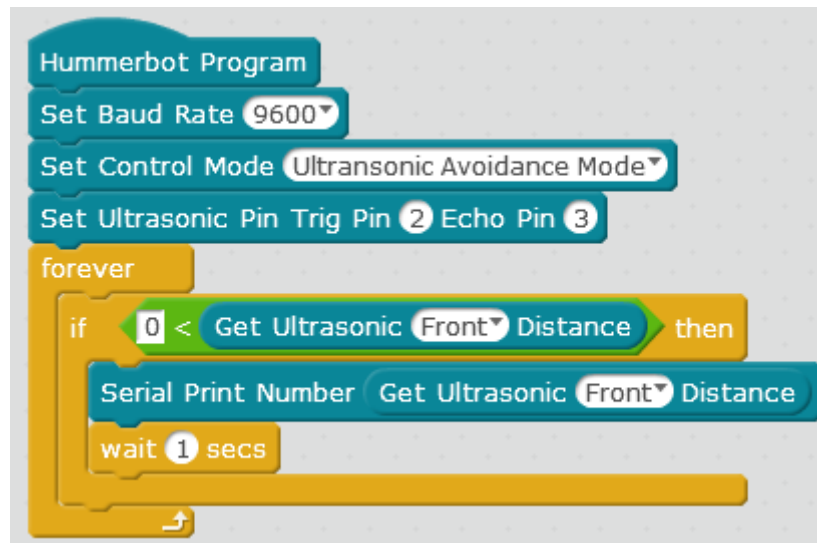 Hummerbot Program
Set Baud Rate 9600
Set Control Mode Ultransonic Avoidance Mode
Set Ultrasonic Pin Trig Pin 2 Echo Pin 3
forever
if 0 < Get Ultrasonic Front Distance then
Serial Print Number Get Ultrasonic Front Distance
wait 1 secs